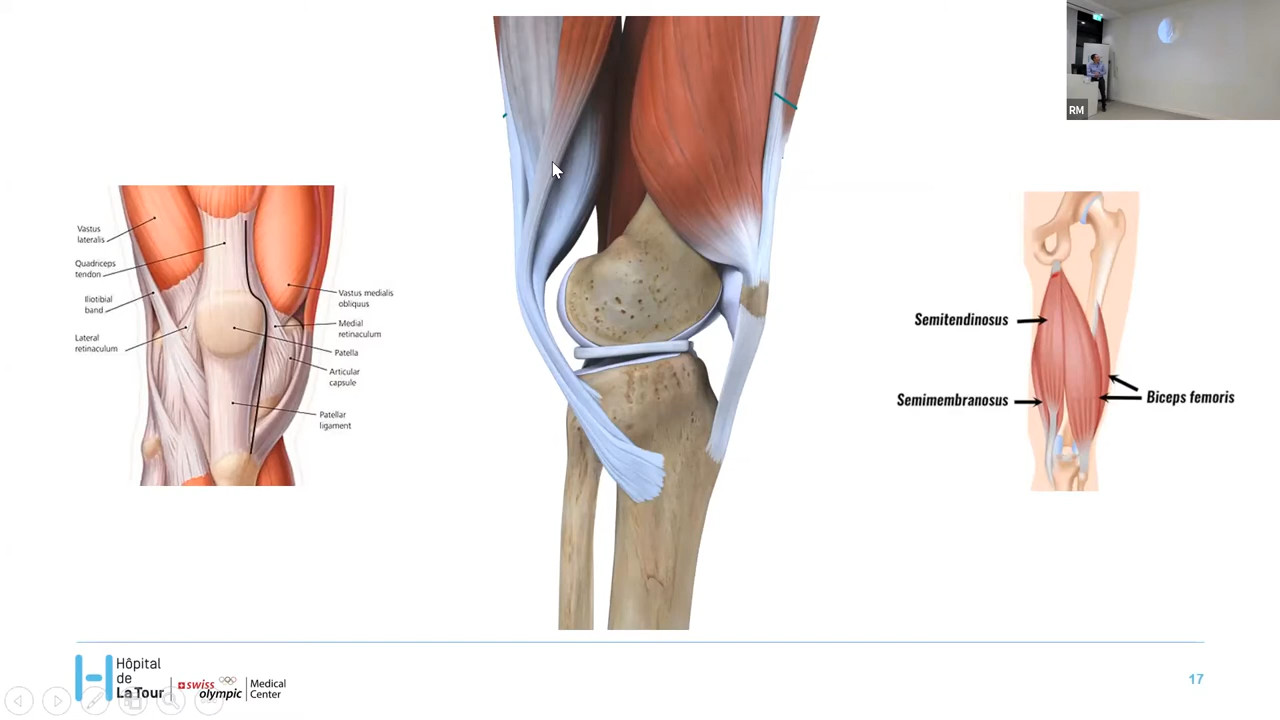 RM
Vastus
lateralis
Quadriceps
tendon
Iliotibial
band
Lateral
retinaculum
Vastus medialis
obliquus
Medial
retinaculum
Patella
Articular
capsule
Patellar
ligament
Semitendinosus
Semimembranosus
Biceps femoris
Hôpital
de
La Tour
swiss
olympic
Medical
Center
17